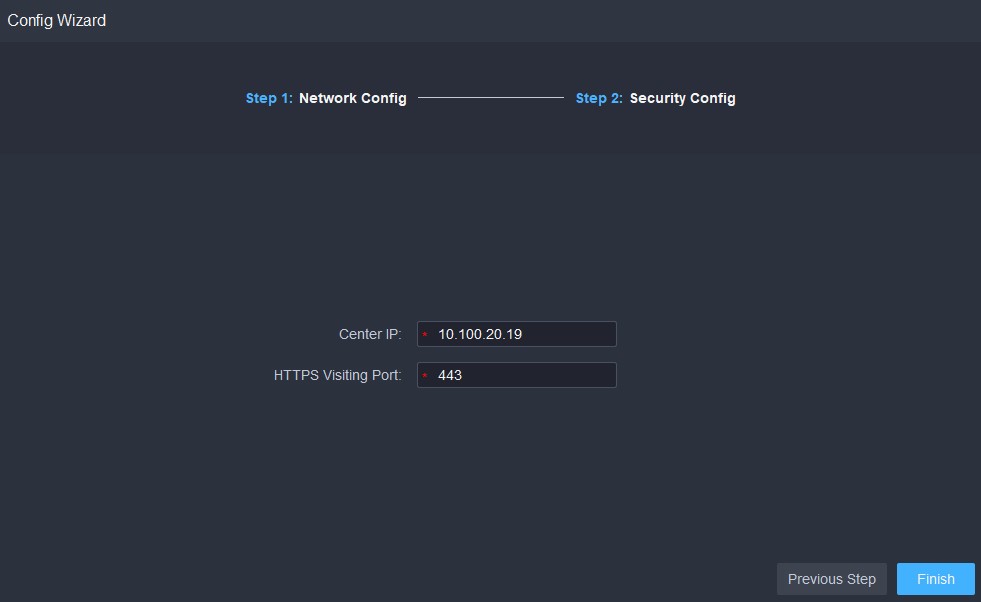 Config Wizard
Step 1: Network Config Step 2: Security Config
Center IP: * 10.100.20.19
HTTPS Visiting Port: * 443
Previous Step Finish